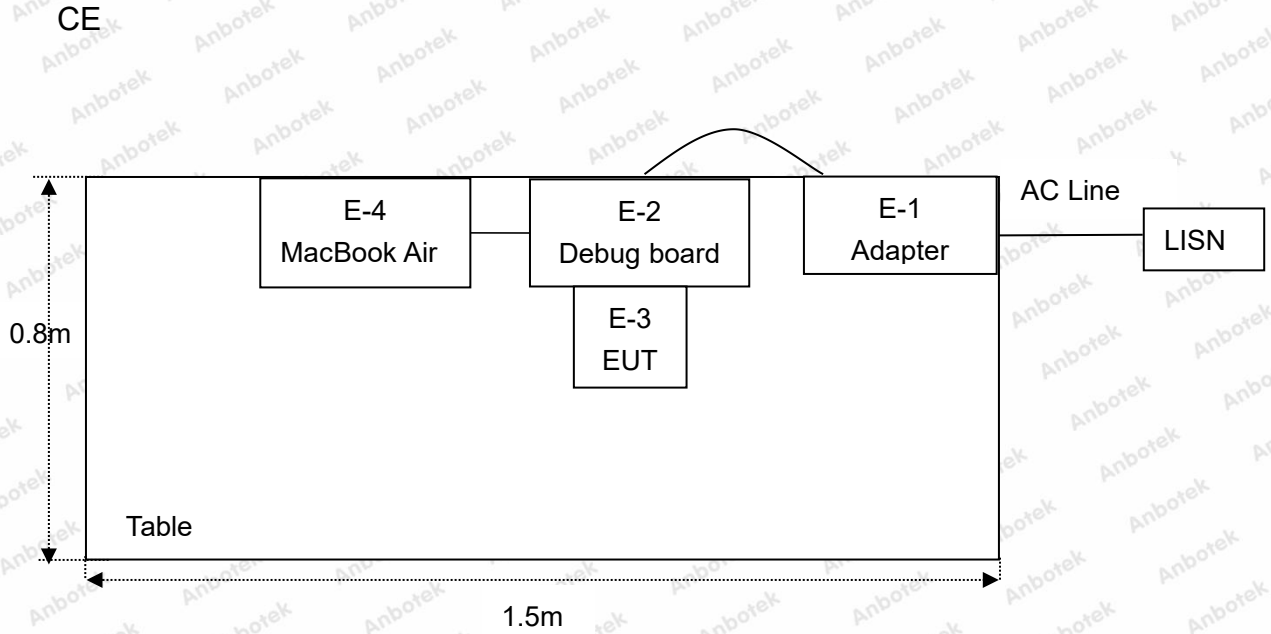 CE
E-4
MacBook Air
E-2
Debug board
E-1
Adapter
AC Line
LISN
E-3
EUT
0.8m
Table
1.5m
Anbotek